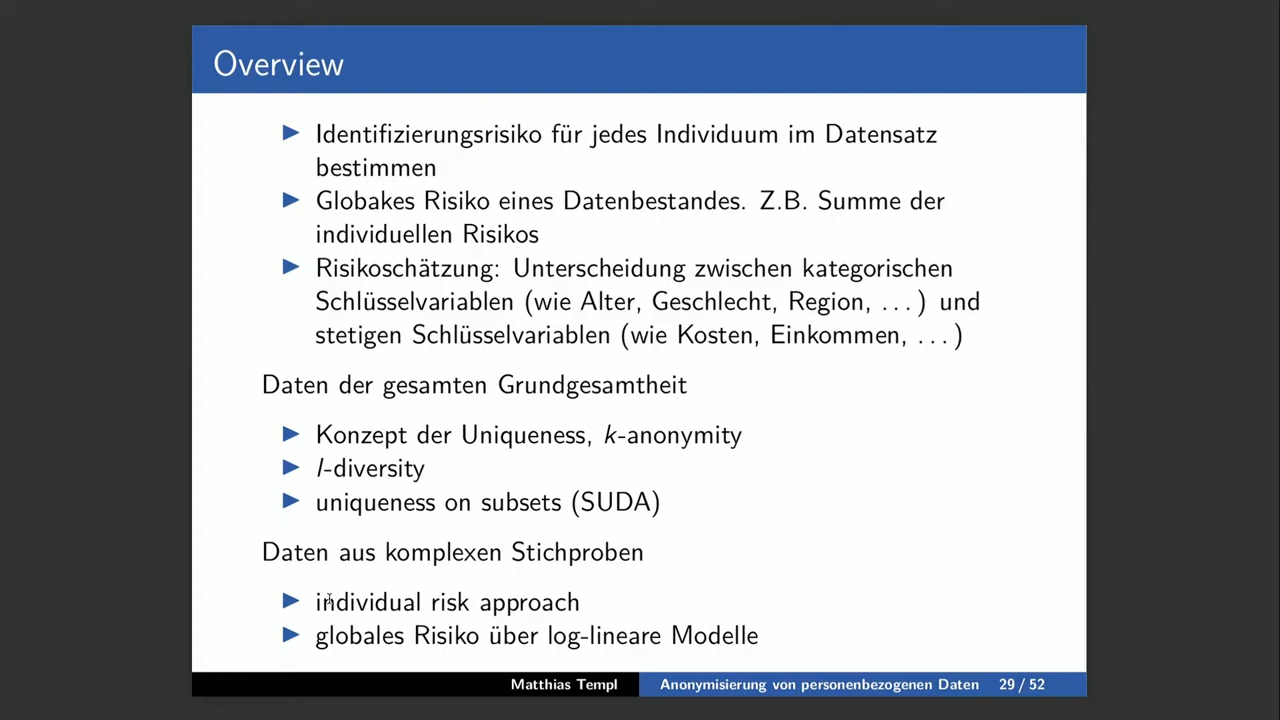 Overview
▶ Identifizierungsrisiko für jedes Individuum im Datensatz
bestimmen
▶ Globakes Risiko eines Datenbestandes. Z.B. Summe der
individuellen Risikos
▶ Risikoschätzung: Unterscheidung zwischen kategorischen
Schlüsselvariablen (wie Alter, Geschlecht, Region, ...) und
stetigen Schlüsselvariablen (wie Kosten, Einkommen, ...)
Daten der gesamten Grundgesamtheit
▶ Konzept der Uniqueness, k-anonymity
▶ l-diversity
▶ uniqueness on subsets (SUDA)
Daten aus komplexen Stichproben
▶ individual risk approach
▶ globales Risiko über log-lineare Modelle
Matthias Templ Anonymisierung von personenbezogenen Daten 29 / 52